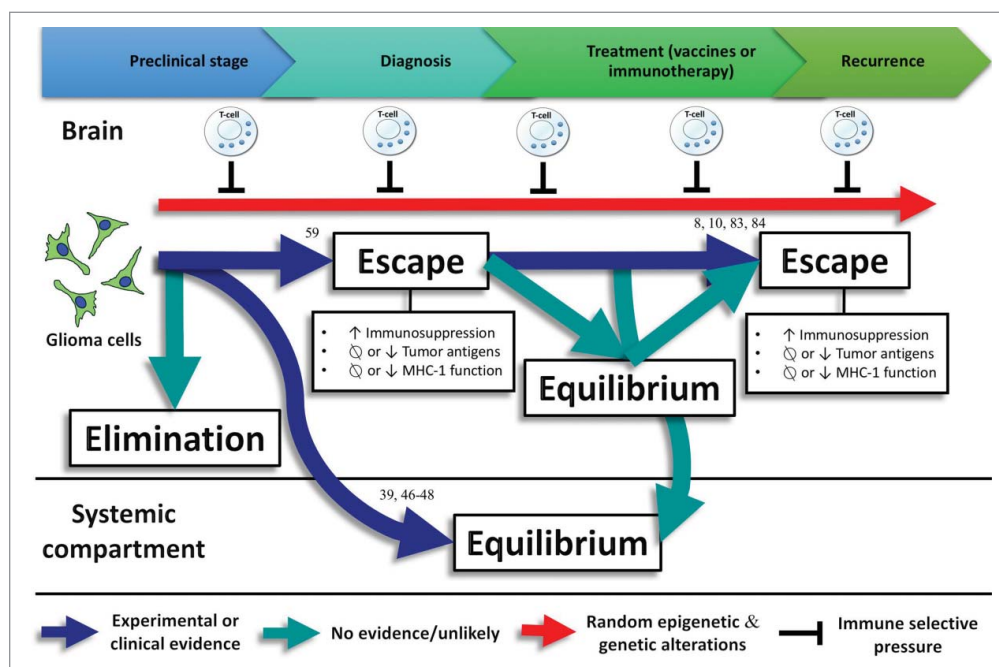 Preclinical stage
Diagnosis
Treatment (vaccines or
immunotherapy)
Recurrence
Brain
T-cell
T-cell
T-cell
T-cell
T-cell
59
8, 10, 83, 84
Escape
Escape
Glioma cells
• ↑ Immunosuppression
• ∅ or ↓ Tumor antigens
• ∅ or ↓ MHC-1 function
• ↑ Immunosuppression
• ∅ or ↓ Tumor antigens
• ∅ or ↓ MHC-1 function
Equilibrium
Elimination
39, 46-48
Systemic
compartment
Equilibrium
Experimental or
clinical evidence
No evidence/unlikely
Random epigenetic &
genetic alterations
Immune selective
pressure